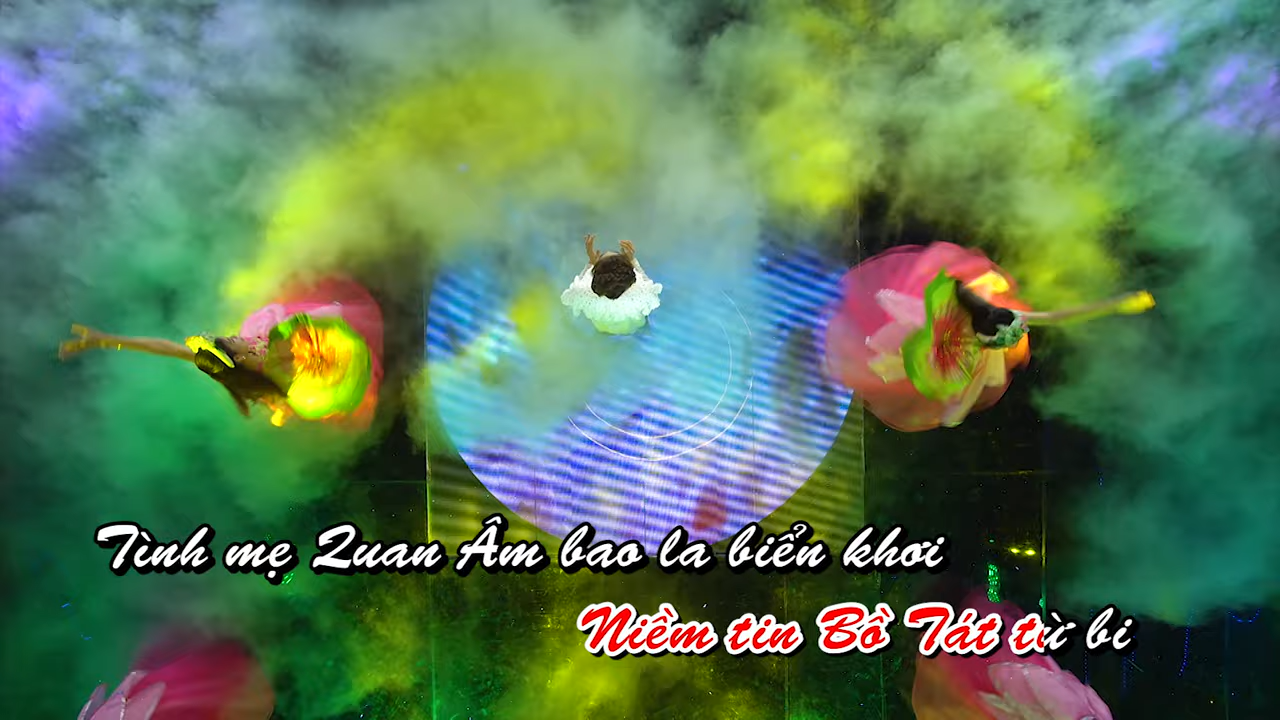 Tình mẹ Quan Âm bao la biển khơi
Niềm tin Bồ Tát từ bi